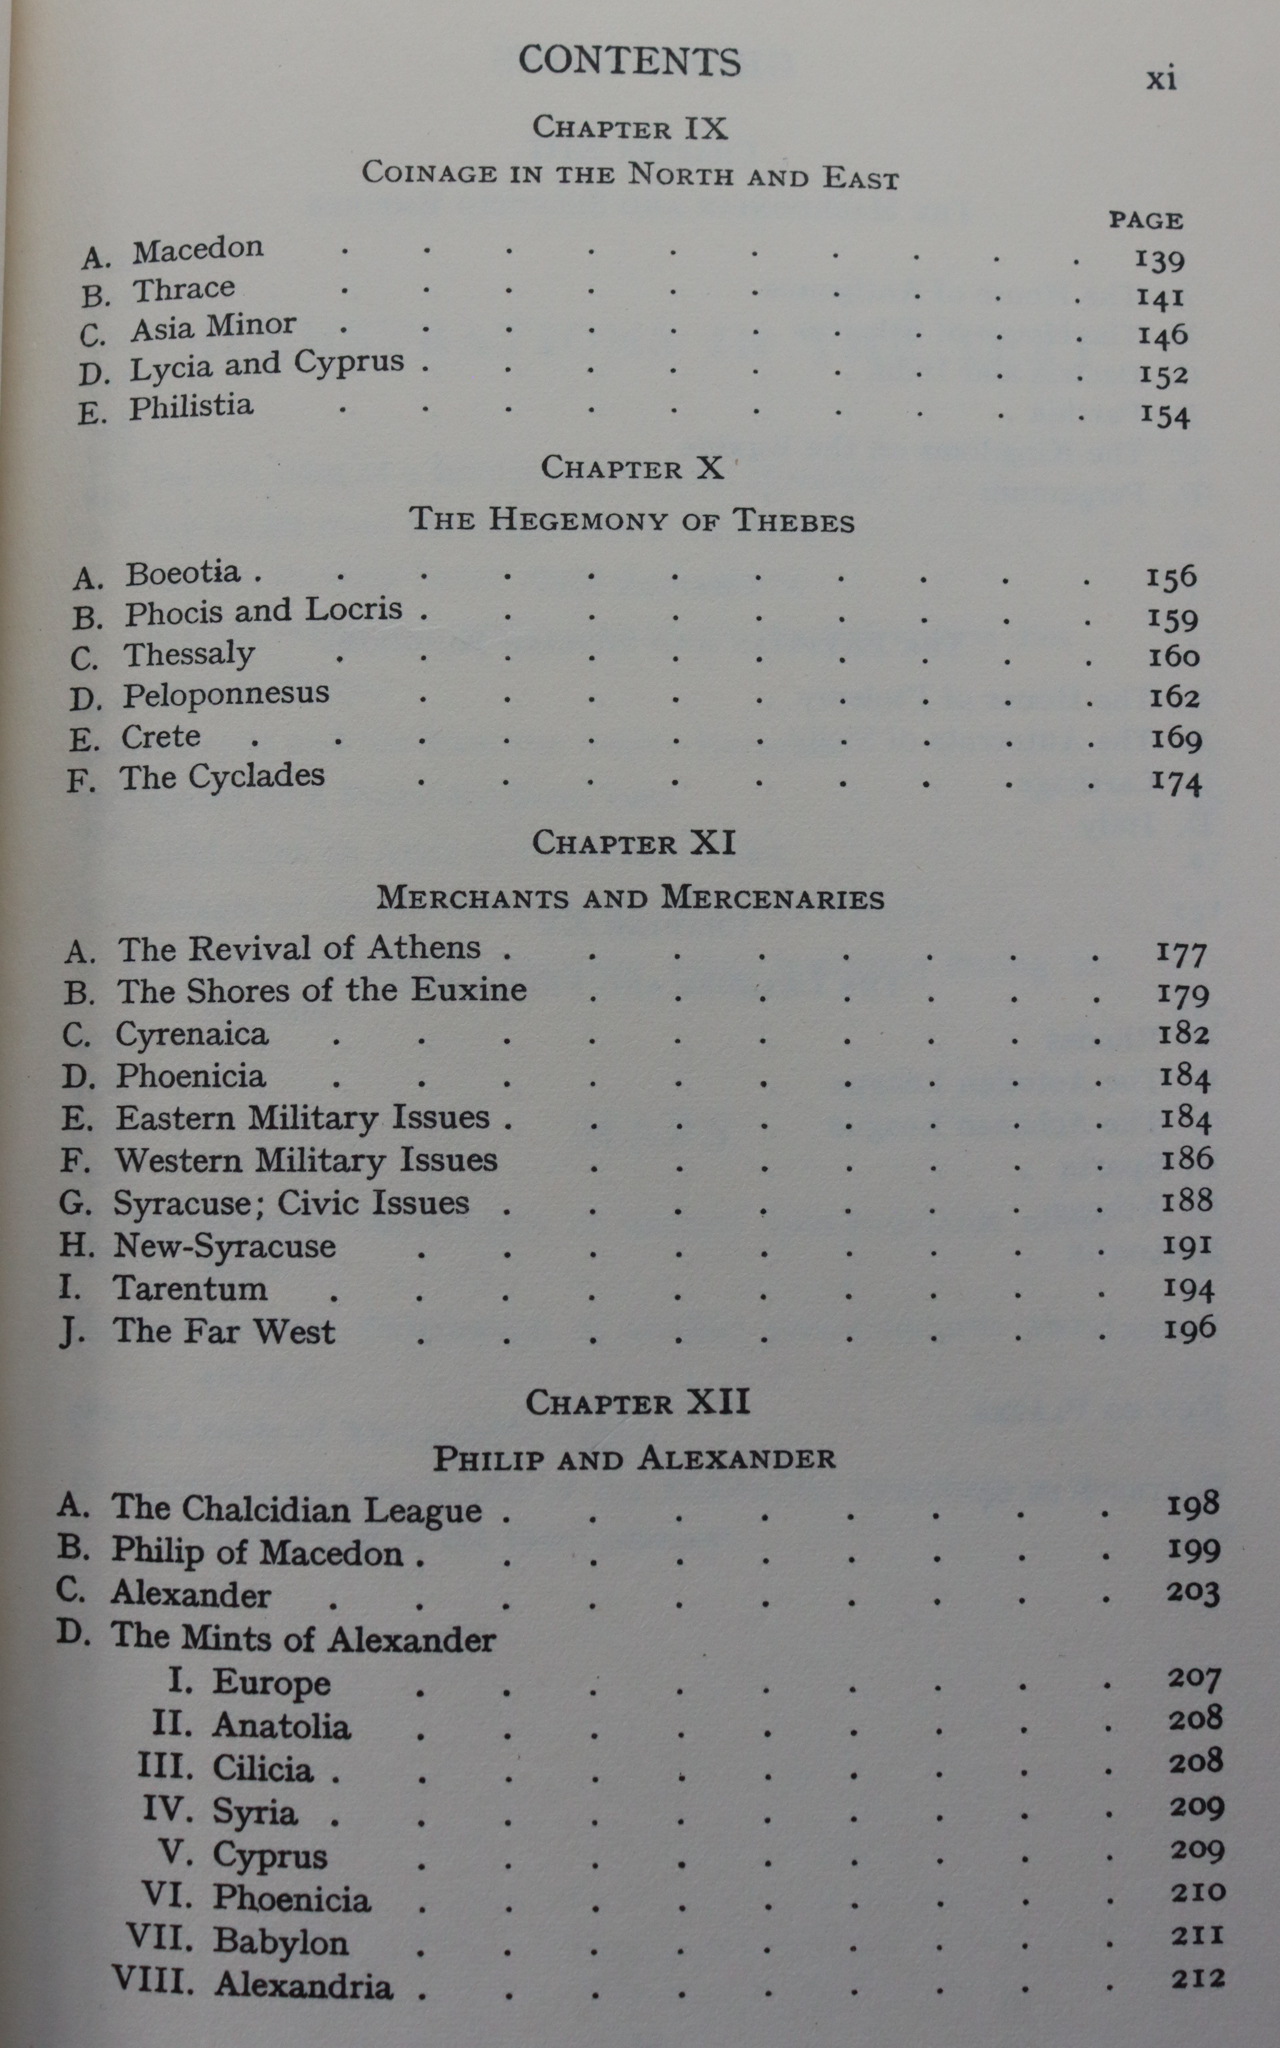 CONTENTS xi
CHAPTER IX
COINAGE IN THE NORTH AND EAST
PAGE
A. Macedon . . . . . . . . . . 139
B. Thrace . . . . . . . . . . 141
C. Asia Minor . . . . . . . . . . 146
D. Lycia and Cyprus . . . . . . . . . 152
E. Philistia . . . . . . . . . . 154
CHAPTER X
THE HEGEMONY OF THEBES
A. Boeotia . . . . . . . . . . . 156
B. Phocis and Locris . . . . . . . . . 159
C. Thessaly . . . . . . . . . . 160
D. Peloponnesus . . . . . . . . . 162
E. Crete . . . . . . . . . . . 169
F. The Cyclades . . . . . . . . . 174
CHAPTER XI
MERCHANTS AND MERCENARIES
A. The Revival of Athens . . . . . . . . 177
B. The Shores of the Euxine . . . . . . . 179
C. Cyrenaica . . . . . . . . . . 182
D. Phoenicia . . . . . . . . . . 184
E. Eastern Military Issues . . . . . . . . 184
F. Western Military Issues . . . . . . . 186
G. Syracuse; Civic Issues . . . . . . . . 188
H. New-Syracuse . . . . . . . . . 191
I. Tarentum . . . . . . . . . . 194
J. The Far West . . . . . . . . . 196
CHAPTER XII
PHILIP AND ALEXANDER
A. The Chalcidian League . . . . . . . . 198
B. Philip of Macedon . . . . . . . . . 199
C. Alexander . . . . . . . . . . 203
D. The Mints of Alexander
I. Europe . . . . . . . . . 207
II. Anatolia . . . . . . . . . 208
III. Cilicia . . . . . . . . . . 208
IV. Syria . . . . . . . . . . 209
V. Cyprus . . . . . . . . . 209
VI. Phoenicia . . . . . . . . . 210
VII. Babylon . . . . . . . . . 211
VIII. Alexandria . . . . . . . . . 212